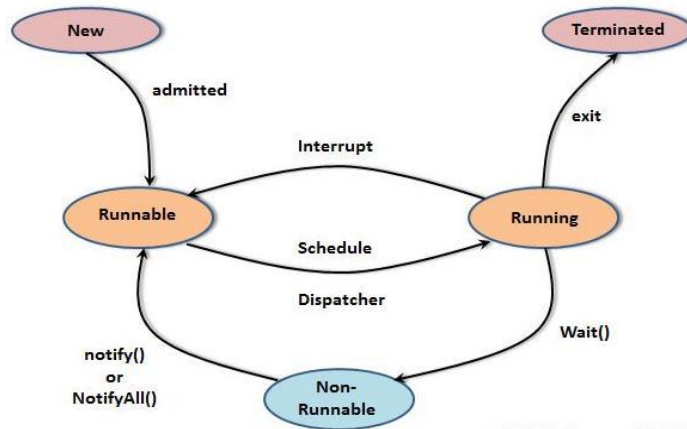 New
Terminated
admitted
exit
Interrupt
Runnable
Running
Schedule
Dispatcher
Wait()
notify()
or
NotifyAll()
Non-
Runnable